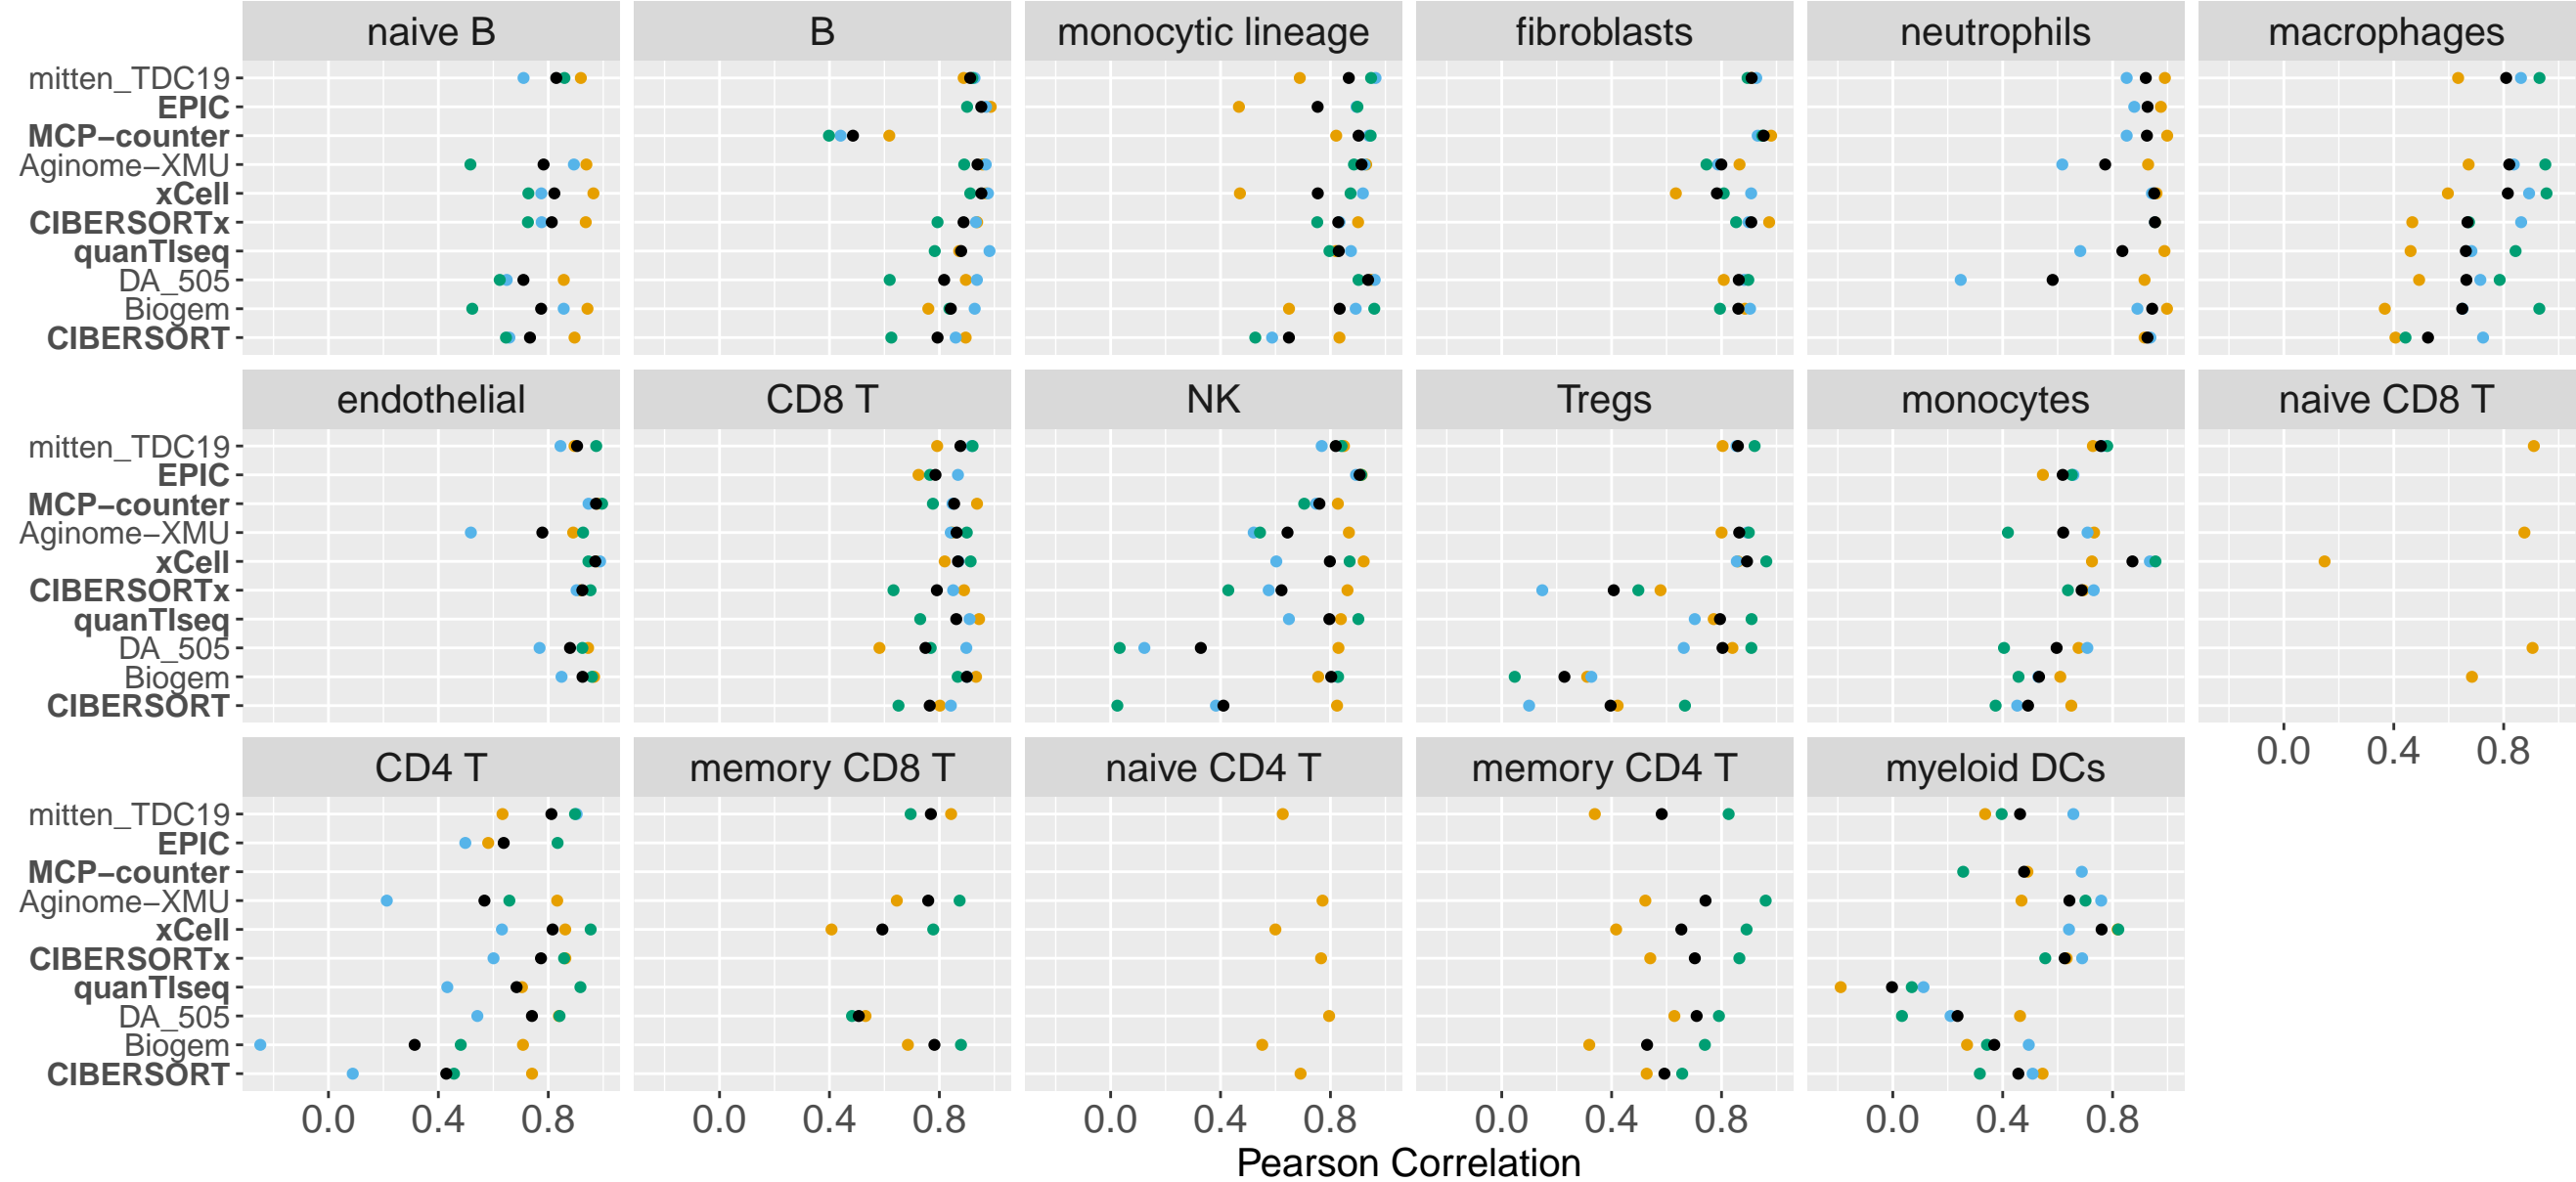 naive B B monocytic lineage fibroblasts neutrophils macrophages
mitten_TDC19
EPIC
MCP−counter
Aginome−XMU
xCell
CIBERSORTx
quanTIseq
DA_505
Biogem
CIBERSORT
endothelial CD8 T NK Tregs monocytes naive CD8 T
mitten_TDC19
EPIC
MCP−counter
Aginome−XMU
xCell
CIBERSORTx
quanTIseq
DA_505
Biogem
CIBERSORT
0.0 0.4 0.8
CD4 T memory CD8 T naive CD4 T memory CD4 T myeloid DCs
mitten_TDC19
EPIC
MCP−counter
Aginome−XMU
xCell
CIBERSORTx
quanTIseq
DA_505
Biogem
CIBERSORT
0.0 0.4 0.8 0.0 0.4 0.8 0.0 0.4 0.8 0.0 0.4 0.8 0.0 0.4 0.8
Pearson Correlation